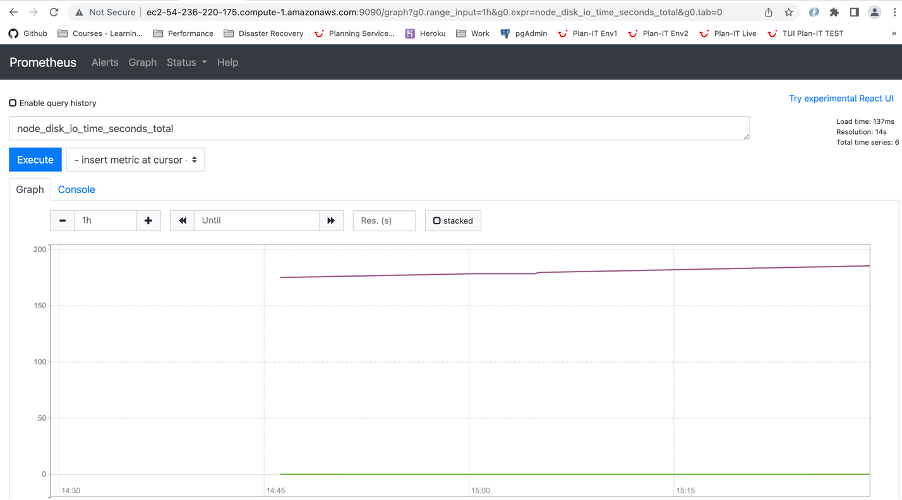 Not Secure | ec2-54-236-220-175.compute-1.amazonaws.com:9090/graph?g0.range_input=1h&g0.expr=node_disk_io_time_seconds_total&g0.tab=0
Github Courses - Learnin... Performance Disaster Recovery Planning Service... Heroku Work pgAdmin Plan-IT Env1 Plan-IT Env2 Plan-IT Live TUI Plan-IT TEST »
Prometheus Alerts Graph Status Help
Enable query history
Try experimental React UI
node_disk_io_time_seconds_total
Load time: 137ms
Resolution: 14s
Total time series: 6
Execute - insert metric at cursor -
Graph Console
− 1h + Until Res. (s) stacked
200
150
100
50
0
14:30 14:45 15:00 15:15